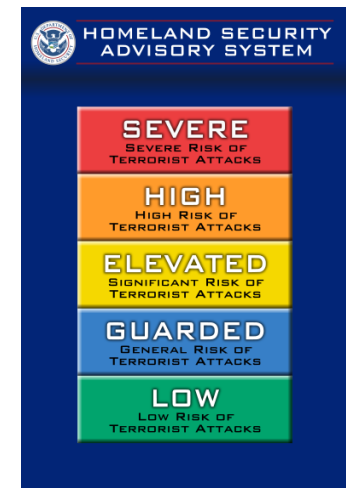 HOMELAND SECURITY
ADVISORY SYSTEM
SEVERE
SEVERE RISK OF
TERRORIST ATTACKS
HIGH
HIGH RISK OF
TERRORIST ATTACKS
ELEVATED
SIGNIFICANT RISK OF
TERRORIST ATTACKS
GUARDED
GENERAL RISK OF
TERRORIST ATTACKS
LOW
LOW RISK OF
TERRORIST ATTACKS